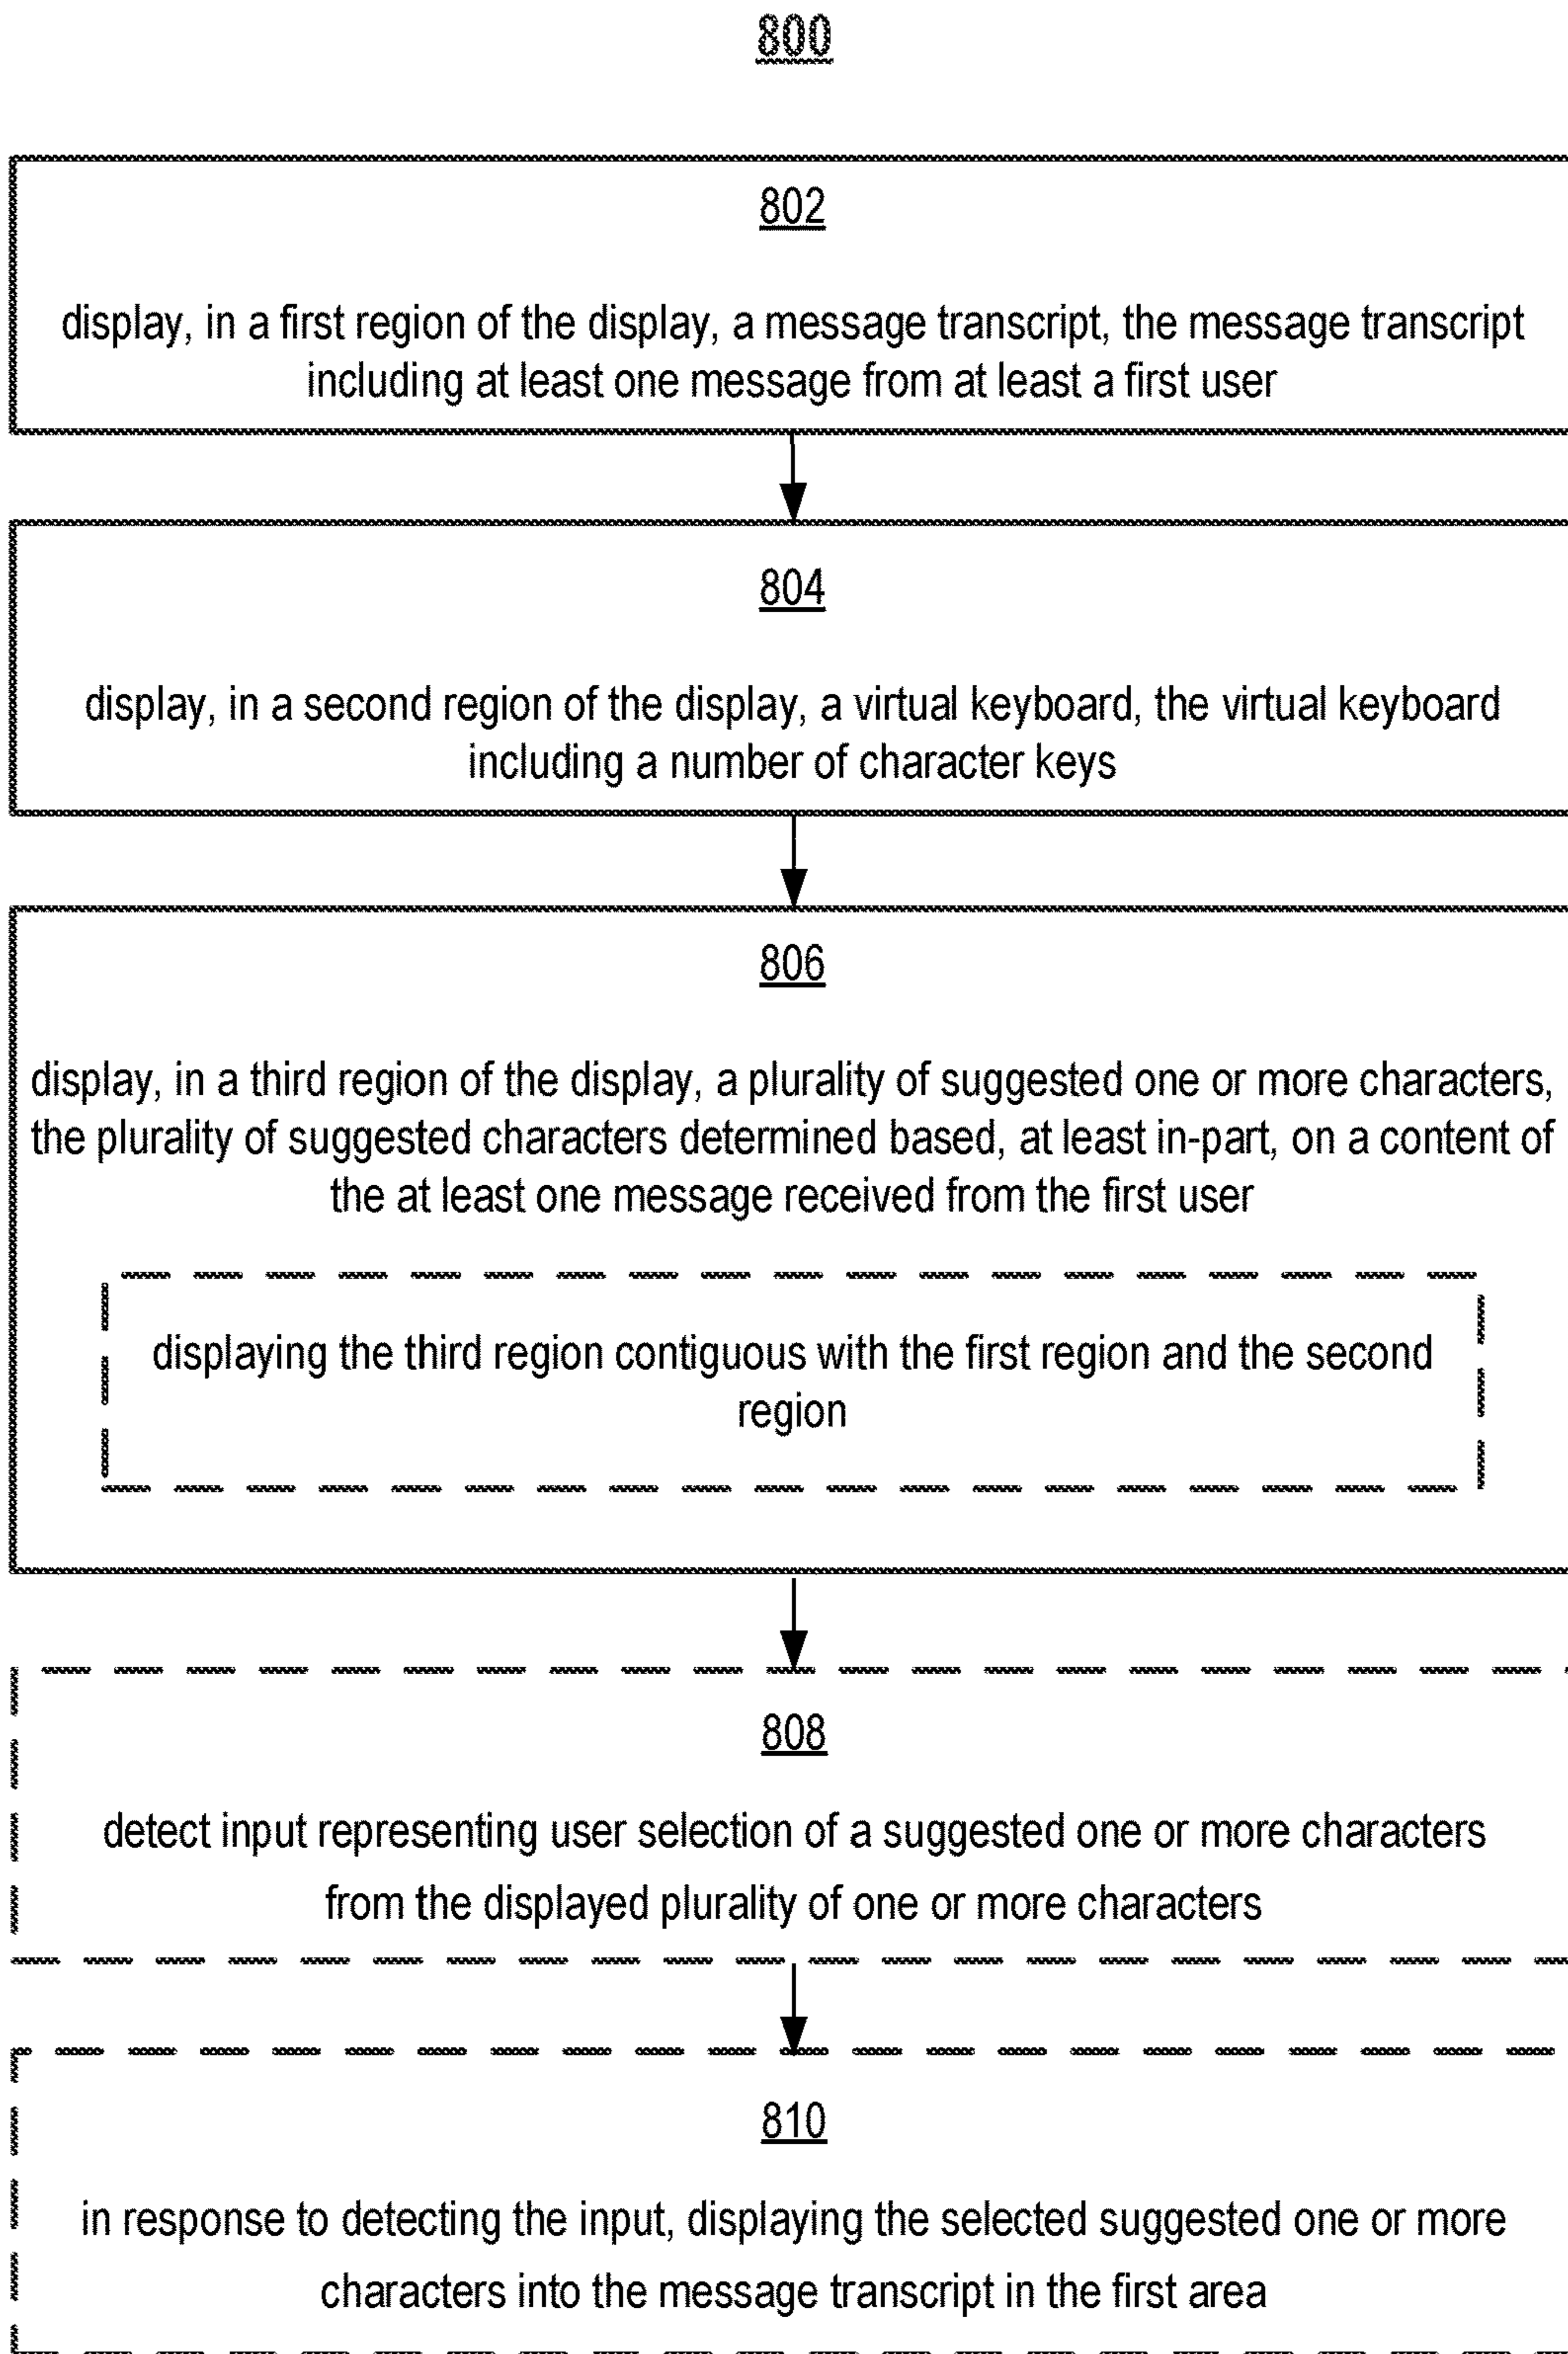 800
802
display, in a first region of the display, a message transcript, the message transcript
including at least one message from at least a first user
804
display, in a second region of the display, a virtual keyboard, the virtual keyboard
including a number of character keys
806
display, in a third region of the display, a plurality of suggested one or more characters,
the plurality of suggested characters determined based, at least in-part, on a content of
the at least one message received from the first user
displaying the third region contiguous with the first region and the second
region
808
detect input representing user selection of a suggested one or more characters
from the displayed plurality of one or more characters
810
in response to detecting the input, displaying the selected suggested one or more
characters into the message transcript in the first area